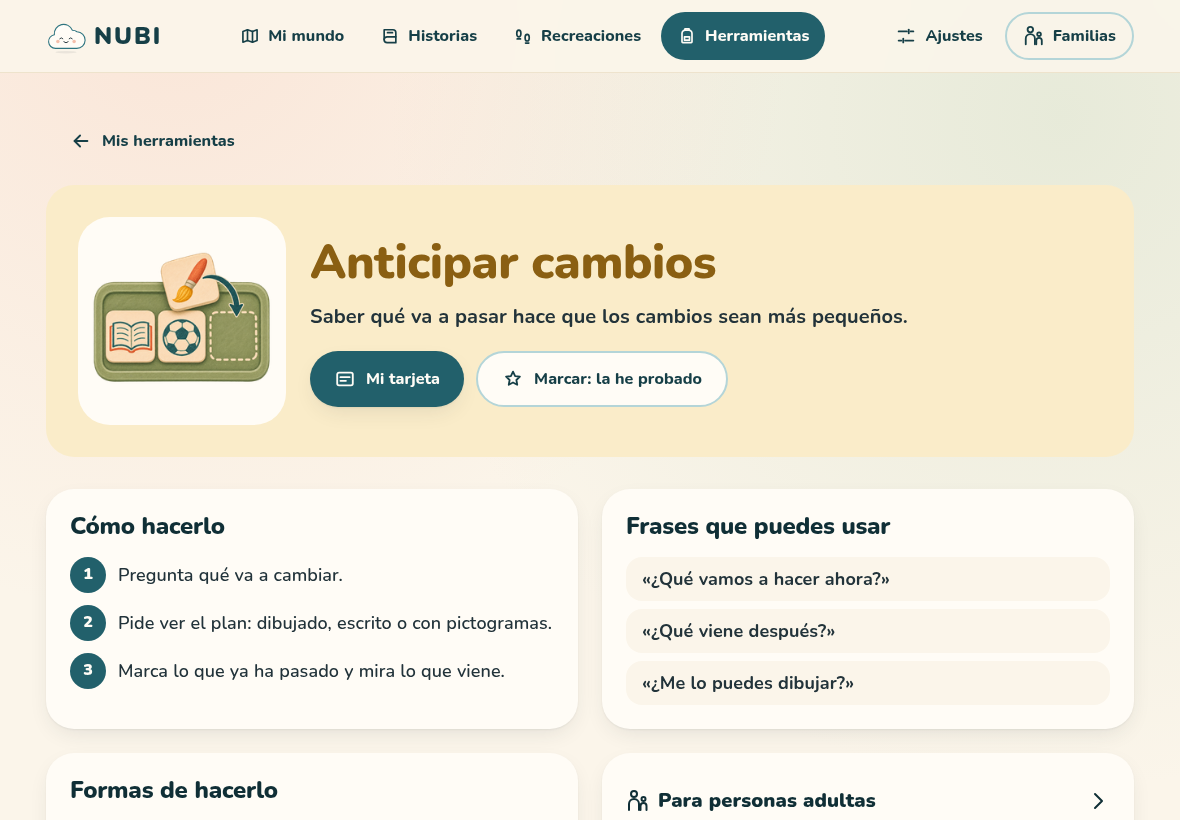 NUBI
Mi mundo
Historias
Recreaciones
Herramientas
Ajustes
Familias
Mis herramientas
Anticipar cambios
Saber qué va a pasar hace que los cambios sean más pequeños.
Mi tarjeta
Marcar: la he probado
Cómo hacerlo
1 Pregunta qué va a cambiar.
2 Pide ver el plan: dibujado, escrito o con pictogramas.
3 Marca lo que ya ha pasado y mira lo que viene.
Frases que puedes usar
«¿Qué vamos a hacer ahora?»
«¿Qué viene después?»
«¿Me lo puedes dibujar?»
Formas de hacerlo
Para personas adultas